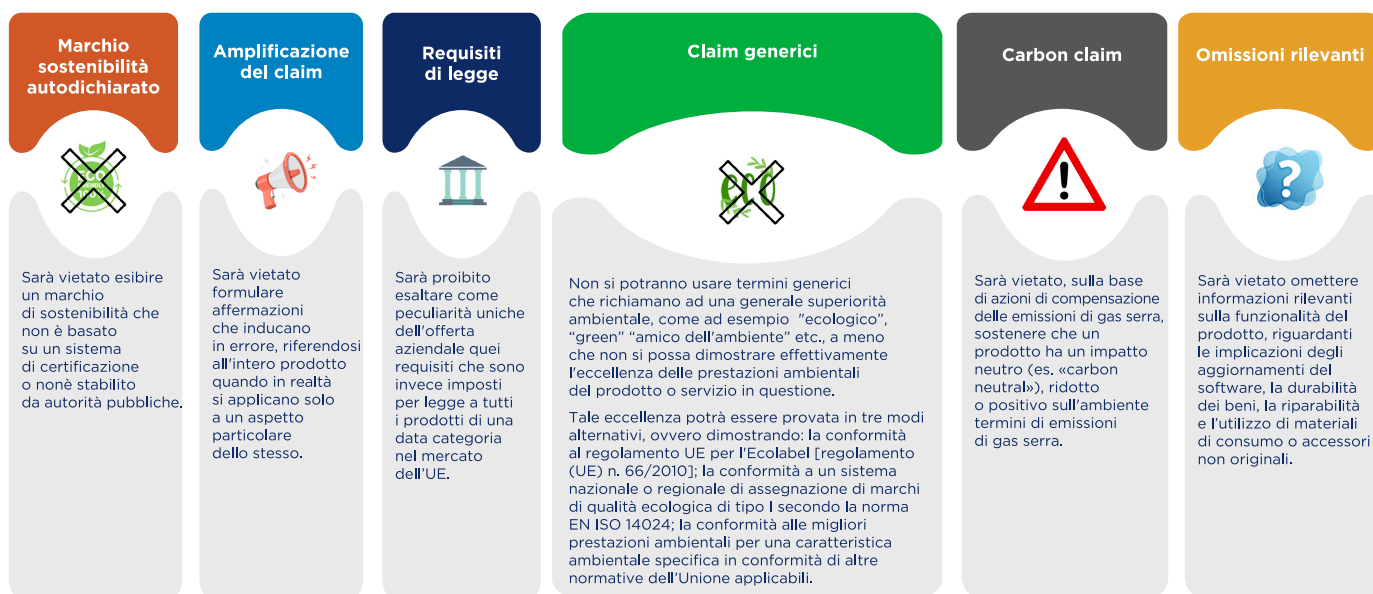 Marchio
sostenibilità
autodichiarato
Sarà vietato esibire
un marchio
di sostenibilità che
non è basato
su un sistema
di certificazione
o nonè stabilito
da autorità pubbliche.
Amplificazione
del claim
Sarà vietato
formulare
affermazioni
che inducano
in errore, riferendosi
all'intero prodotto
quando in realtà
si applicano solo
a un aspetto
particolare
dello stesso.
Requisiti
di legge
Sarà proibito
esaltare come
peculiarità uniche
dell'offerta
aziendale quei
requisiti che sono
invece imposti
per legge a tutti
i prodotti di una
data categoria
nel mercato
dell'UE.
Claim generici
eco
Non si potranno usare termini generici
che richiamano ad una generale superiorità
ambientale, come ad esempio "ecologico",
“green” “amico dell'ambiente” etc., a meno
che non si possa dimostrare effettivamente
l'eccellenza delle prestazioni ambientali
del prodotto o servizio in questione.
Tale eccellenza potrà essere provata in tre modi
alternativi, ovvero dimostrando: la conformità
al regolamento UE per l'Ecolabel [regolamento
(UE) n. 66/2010]; la conformità a un sistema
nazionale o regionale di assegnazione di marchi
di qualità ecologica di tipo I secondo la norma
EN ISO 14024; la conformità alle migliori
prestazioni ambientali per una caratteristica
ambientale specifica in conformità di altre
normative dell'Unione applicabili.
Carbon claim
!
Sarà vietato, sulla base
di azioni di compensazione
delle emissioni di gas serra,
sostenere che un
prodotto ha un impatto
neutro (es. «carbon
neutral»), ridotto
o positivo sull'ambiente
termini di emissioni
di gas serra.
Omissioni rilevanti
?
Sarà vietato omettere
informazioni rilevanti
sulla funzionalità del
prodotto, riguardanti
le implicazioni degli
aggiornamenti del
software, la durabilità
dei beni, la riparabilità
e l'utilizzo di materiali
di consumo o accessori
non originali.